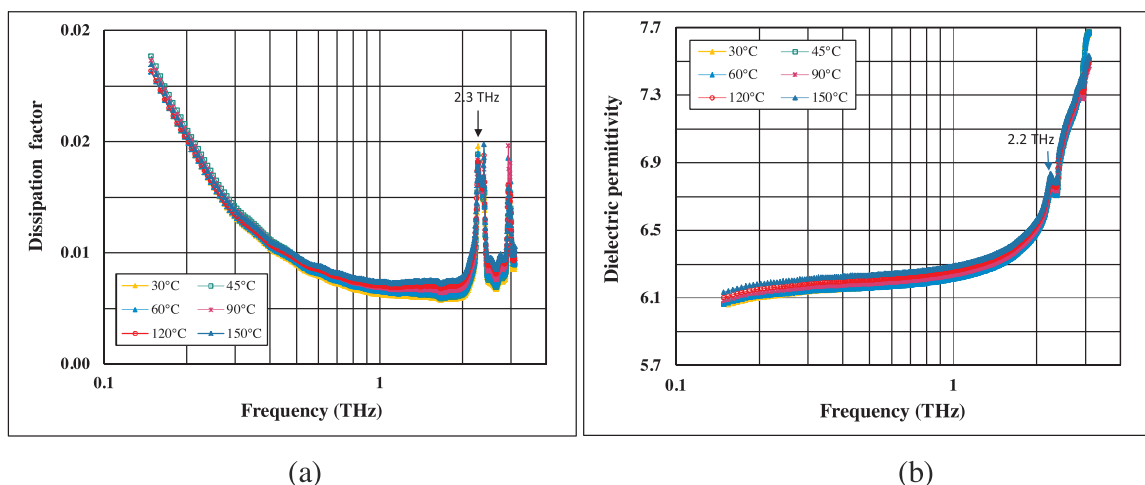 0.02
0.02
0.01
0.00
Dissipation factor
2.3 THz
30°C 45°C
60°C 90°C
120°C 150°C
0.1 1
Frequency (THz)
(a)
7.7
7.3
6.9
6.5
6.1
5.7
Dielectric permittivity
30°C 45°C
60°C 90°C
120°C 150°C
2.2 THz
0.1 1
Frequency (THz)
(b)